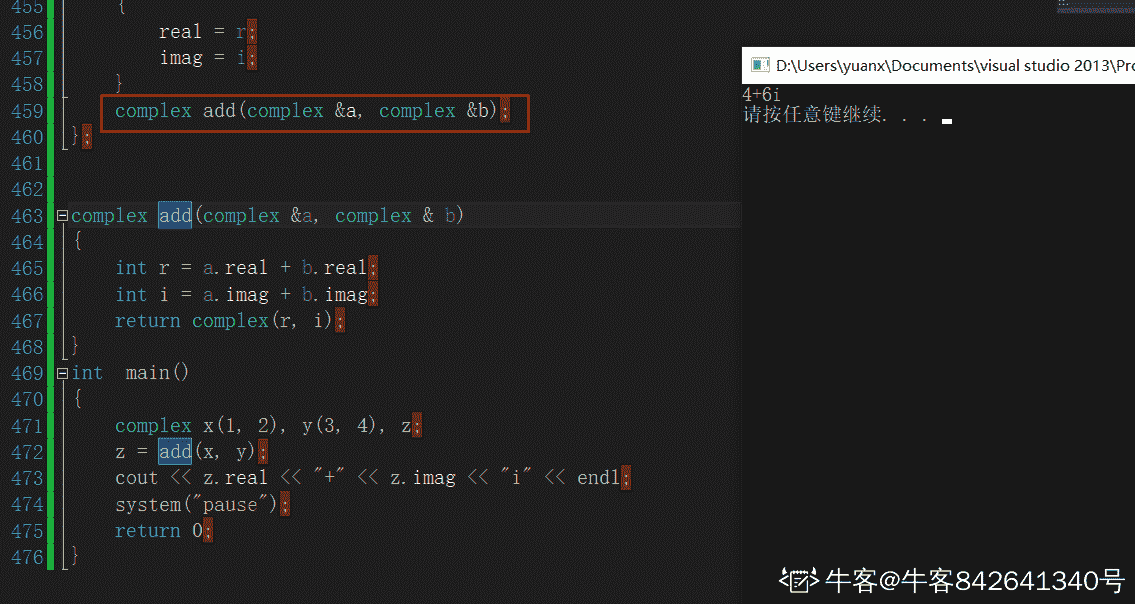 455 {
456 real = r;
457 imag = i;
458 }
459 complex add(complex &a, complex &b);
460 };
461
462
463 complex add(complex &a, complex & b)
464 {
465 int r = a.real + b.real;
466 int i = a.imag + b.imag;
467 return complex(r, i);
468 }
469 int main()
470 {
471 complex x(1, 2), y(3, 4), z;
472 z = add(x, y);
473 cout << z.real << "+" << z.imag << "i" << endl;
474 system("pause");
475 return 0;
476 }
D:\Users\yuanx\Documents\visual studio 2013\Pro
4+6i
请按任意键继续. . .
牛客@牛客842641340号